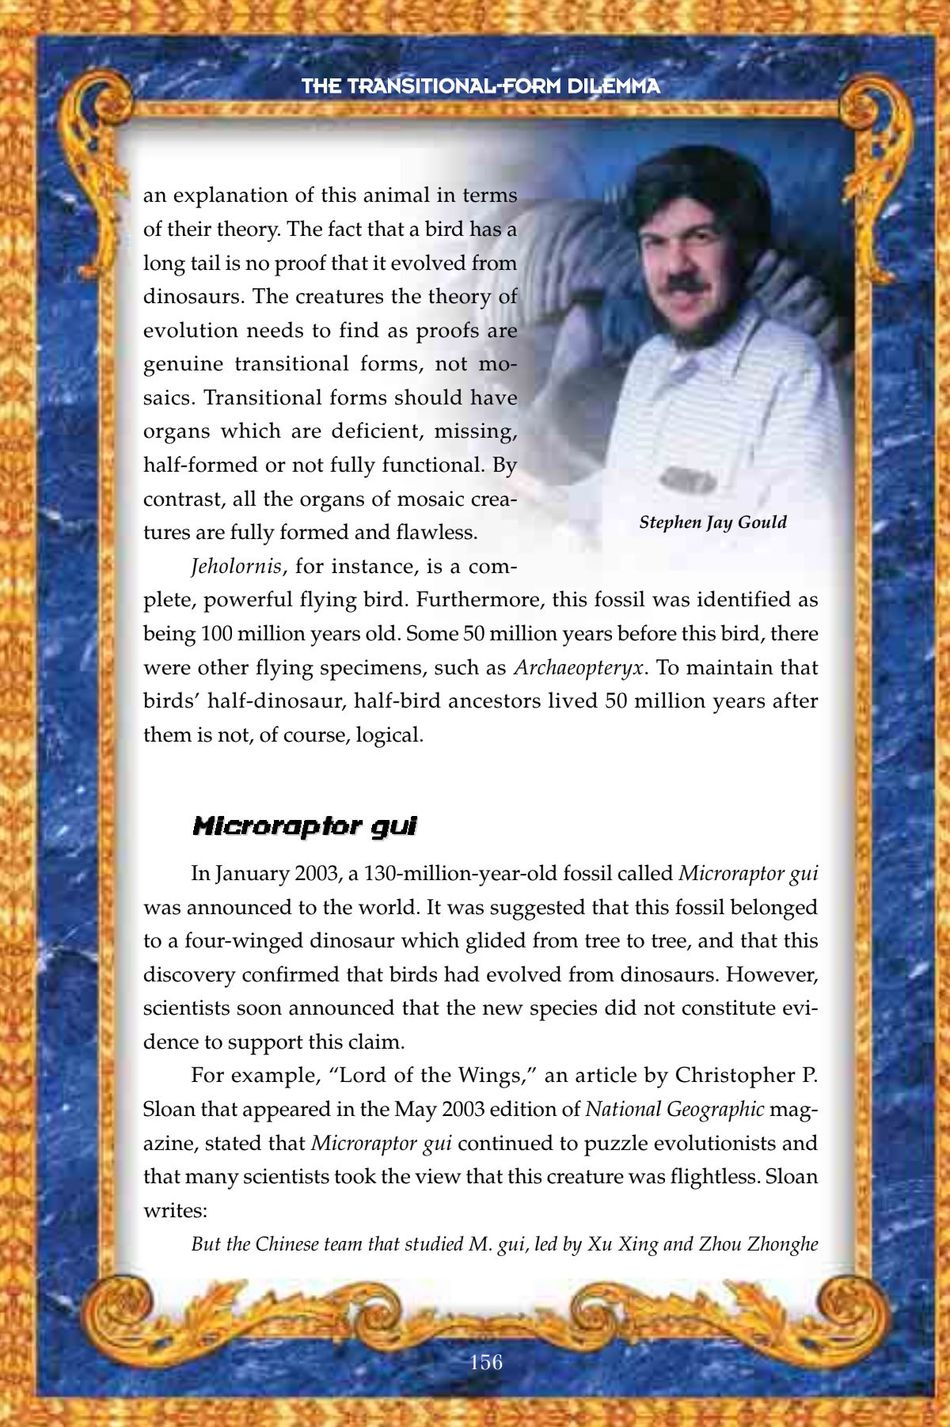 THE TRANSITIONAL-FORM DILEMMA
an explanation of this animal in terms
of their theory. The fact that a bird has a
long tail is no proof that it evolved from
dinosaurs. The creatures the theory of
evolution needs to find as proofs are
genuine transitional forms, not mo-
saics. Transitional forms should have
organs which are deficient, missing,
half-formed or not fully functional. By
contrast, all the organs of mosaic crea-
tures are fully formed and flawless.
Stephen Jay Gould
Jeholornis, for instance, is a com-
plete, powerful flying bird. Furthermore, this fossil was identified as
being 100 million years old. Some 50 million years before this bird, there
were other flying specimens, such as Archaeopteryx. To maintain that
birds’ half-dinosaur, half-bird ancestors lived 50 million years after
them is not, of course, logical.
Microraptor gui
In January 2003, a 130-million-year-old fossil called Microraptor gui
was announced to the world. It was suggested that this fossil belonged
to a four-winged dinosaur which glided from tree to tree, and that this
discovery confirmed that birds had evolved from dinosaurs. However,
scientists soon announced that the new species did not constitute evi-
dence to support this claim.
For example, “Lord of the Wings,” an article by Christopher P.
Sloan that appeared in the May 2003 edition of National Geographic mag-
azine, stated that Microraptor gui continued to puzzle evolutionists and
that many scientists took the view that this creature was flightless. Sloan
writes:
But the Chinese team that studied M. gui, led by Xu Xing and Zhou Zhonghe
156